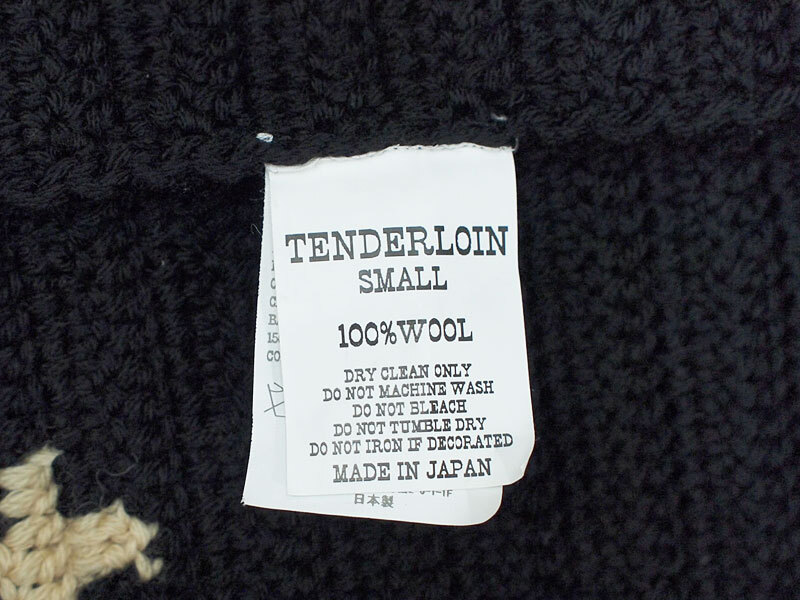 TENDERLOIN
SMALL
100%WOOL
DRY CLEAN ONLY
DO NOT MACHINE WASH
DO NOT BLEACH
DO NOT TUMBLE DRY
DO NOT IRON IF DECORATED
MADE IN JAPAN
日本製